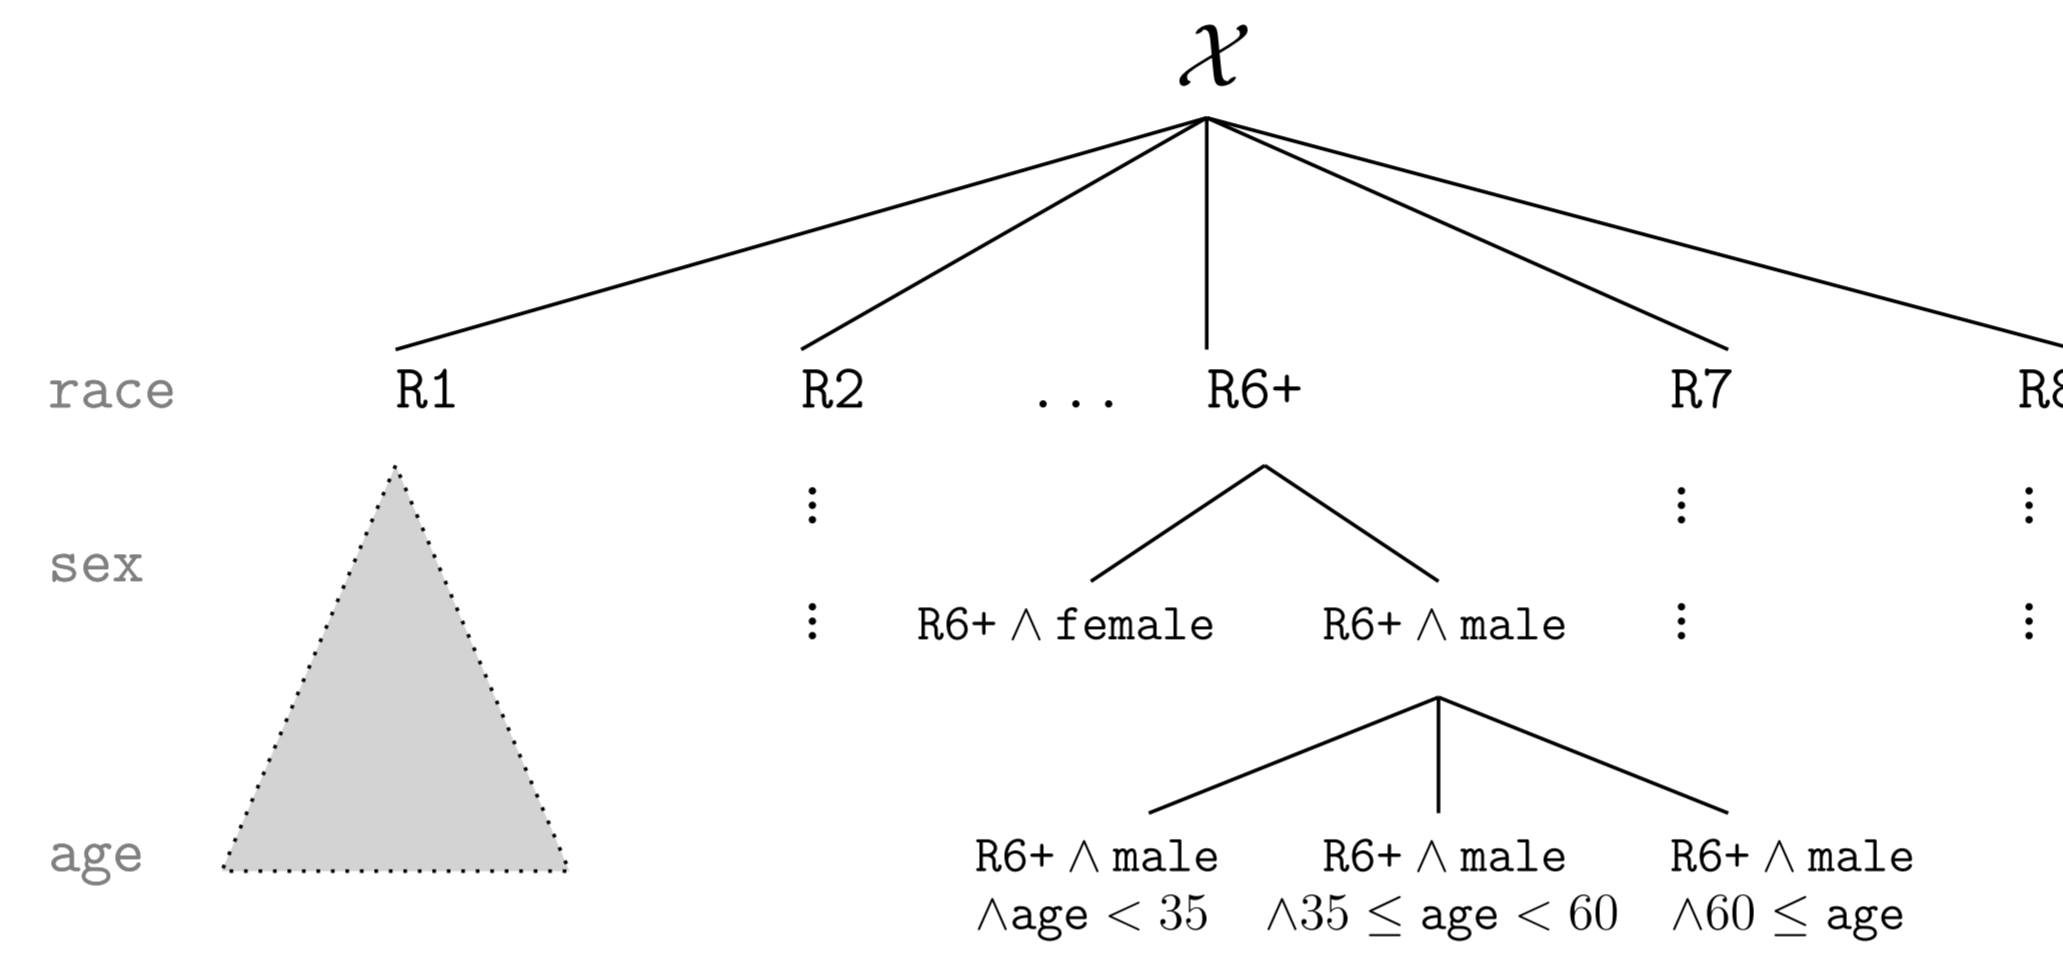 𝒳
race R1 R2 ... R6+ R7 R8
⋮ ⋮ ⋮
sex
⋮ R6+ ∧ female R6+ ∧ male ⋮ ⋮
age R6+ ∧ male R6+ ∧ male R6+ ∧ male
∧age < 35 ∧35 ≤ age < 60 ∧60 ≤ age